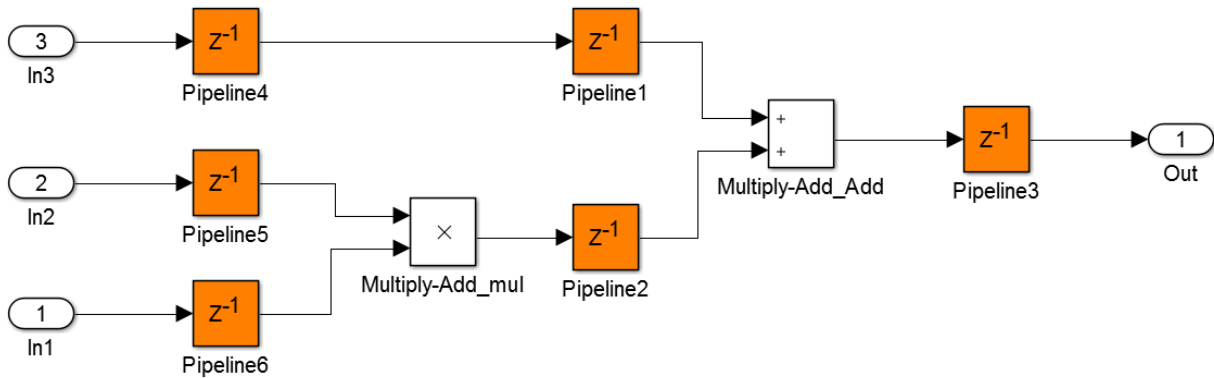 3
In3
Z-1
Pipeline4
Z-1
Pipeline1
+
+
Multiply-Add_Add
Z-1
Pipeline3
1
Out
2
In2
Z-1
Pipeline5
×
Multiply-Add_mul
Z-1
Pipeline2
1
In1
Z-1
Pipeline6